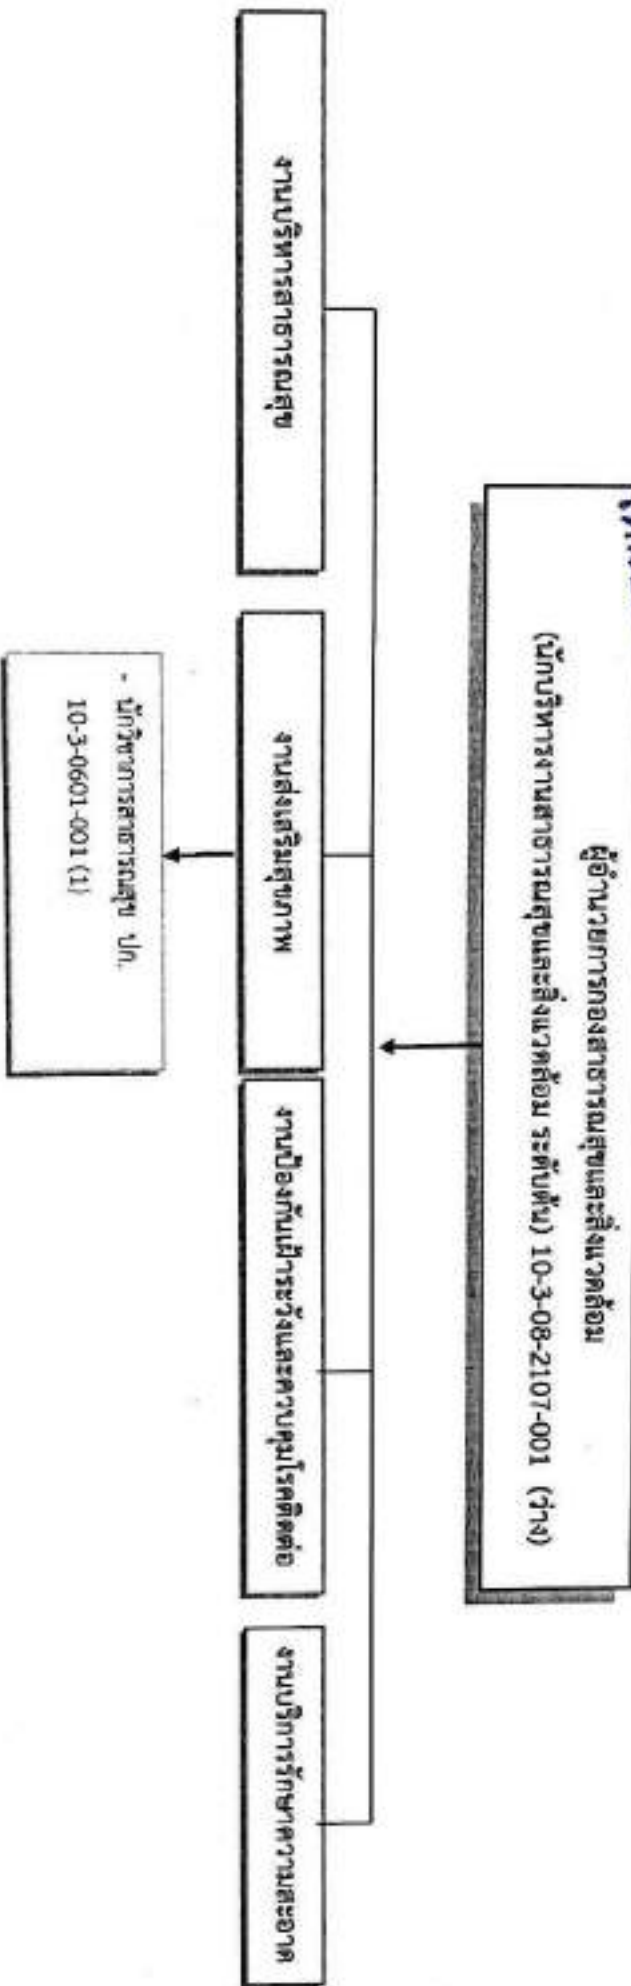 ผู้อำนวยการกองสาธารณสุขและสิ่งแวดล้อม
(นักบริหารงานสาธารณสุขและสิ่งแวดล้อม ระดับต้น) 10-3-08-2107-001 (ว่าง)
งานบริหารสาธารณสุข
งานส่งเสริมสุขภาพ
งานป้องกันเฝ้าระวังและควบคุมโรคติดต่อ
งานบริการรักษาความสะอาด
- นักวิชาการสาธารณสุข ปก.
10-3-0601-001 (1)